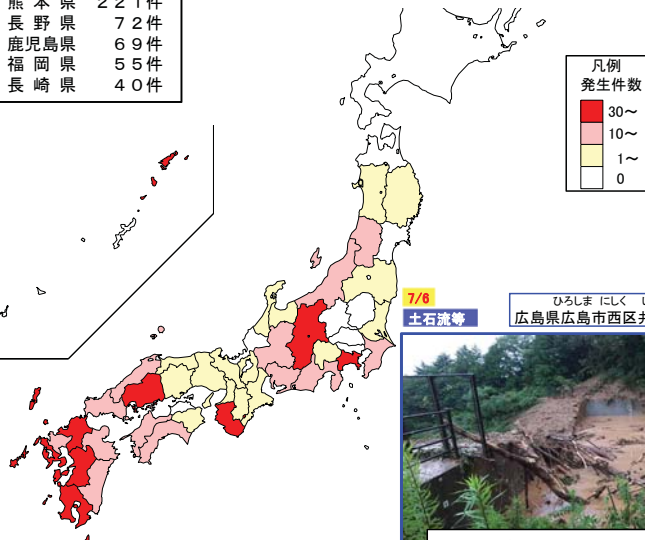 熊本県 221件
長野県 72件
鹿児島県 69件
福岡県 55件
長崎県 40件
凡例
発生件数
30～
10～
1～
0
7/6
土石流等
ひろしま にしく
広島県広島市西区